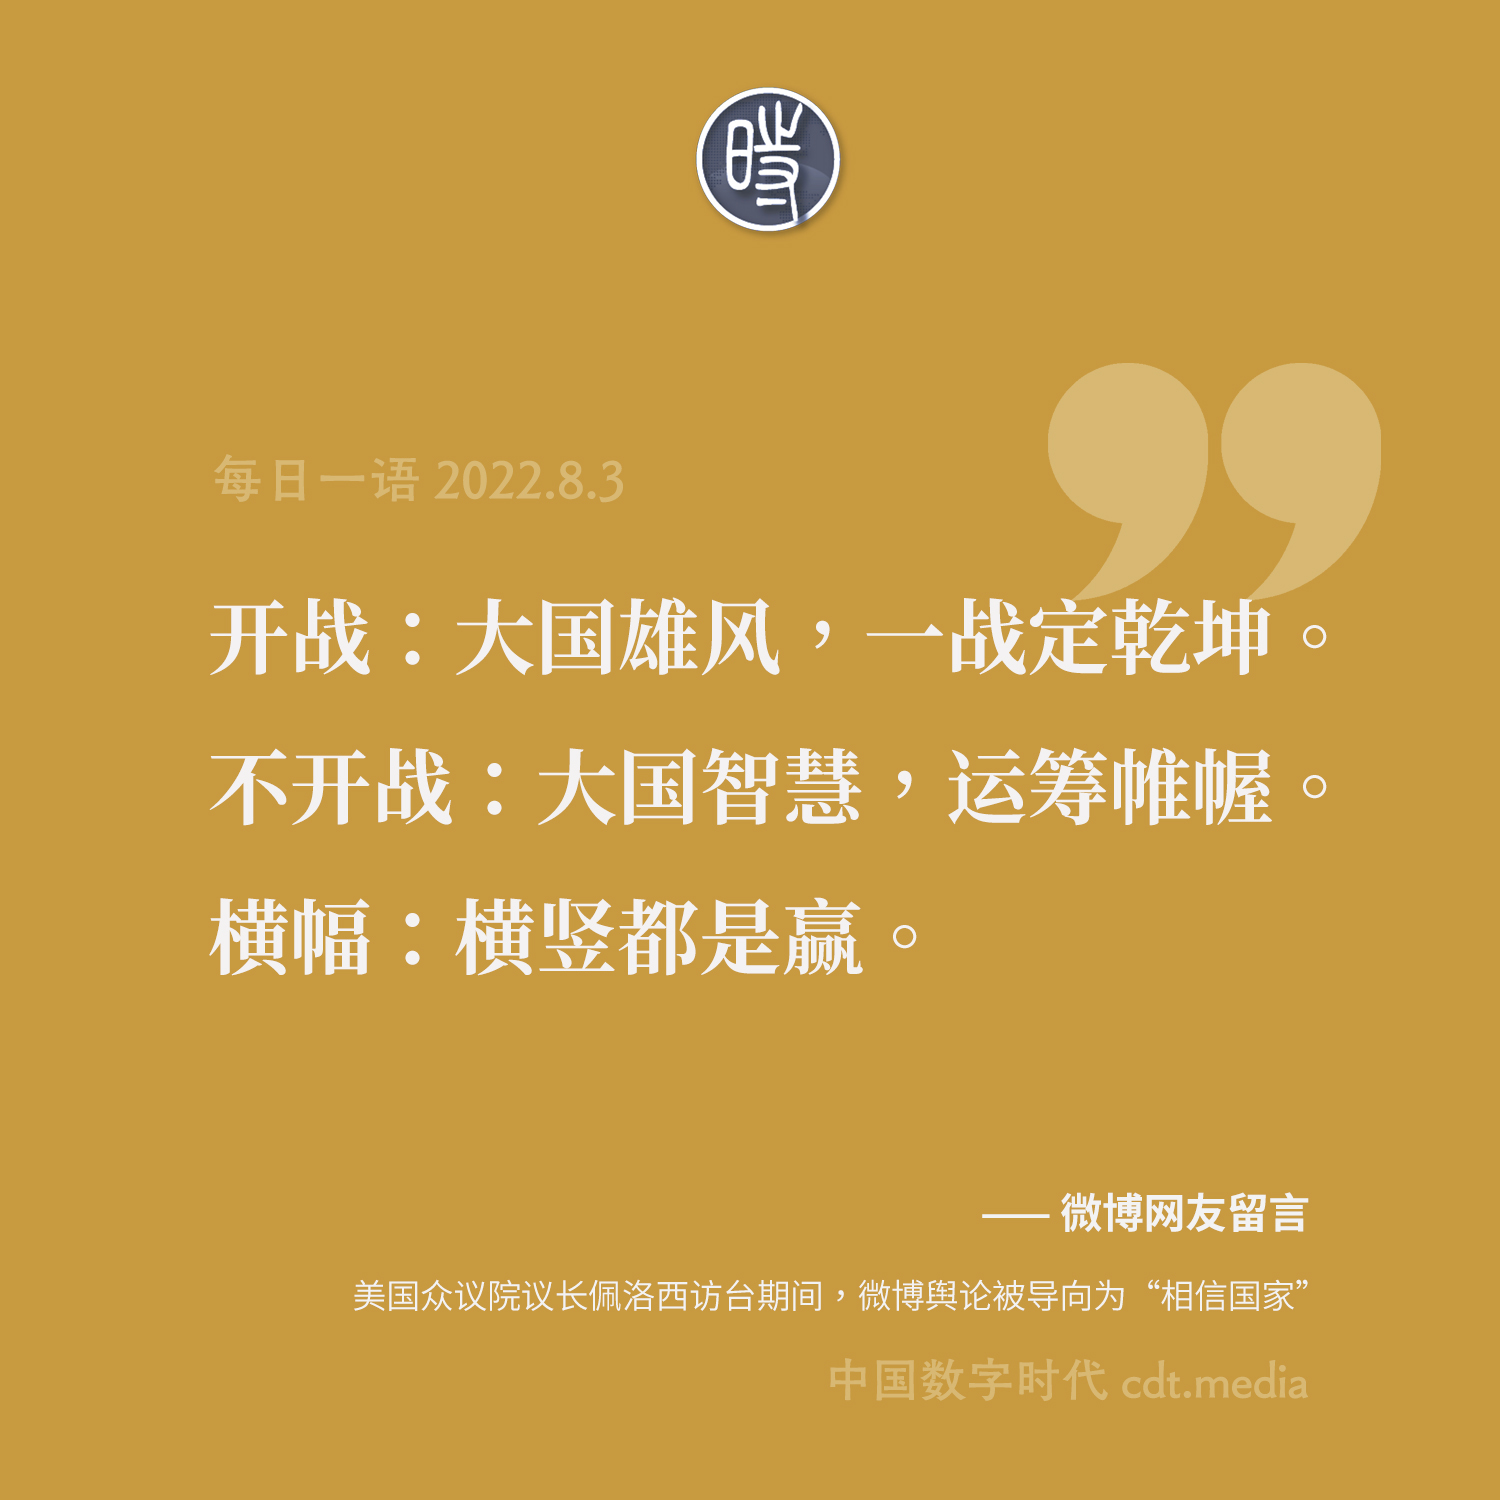 時
每日一语 2022.8.3
开战：大国雄风，一战定乾坤。
不开战：大国智慧，运筹帷幄。
横幅：横竖都是赢。
—— 微博网友留言
美国众议院议长佩洛西访台期间，微博舆论被导向为“相信国家”
中国数字时代 cdt.media